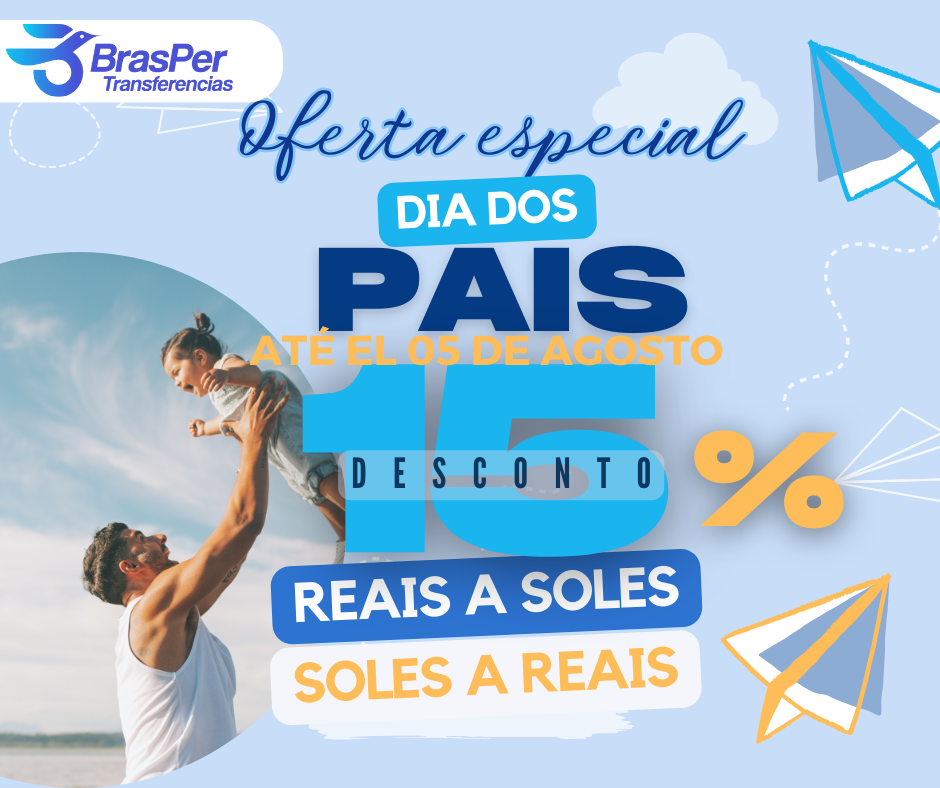 BrasPer
Transferencias
Oferta especial
DIA DOS
PAIS
ATÉ EL 05 DE AGOSTO
15 %
DESCONTO
REAIS A SOLES
SOLES A REAIS